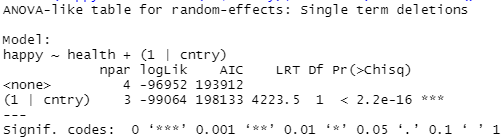 ANOVA-like table for random-effects: Single term deletions
Model:
happy ~ health + (1 | cntry)
npar logLik AIC LRT Df Pr(>Chisq)
<none> 4 -96952 193912
(1 | cntry) 3 -99064 198133 4223.5 1 < 2.2e-16 ***
---
Signif. codes: 0 ‘***’ 0.001 ‘**’ 0.01 ‘*’ 0.05 ‘.’ 0.1 ‘ ’ 1